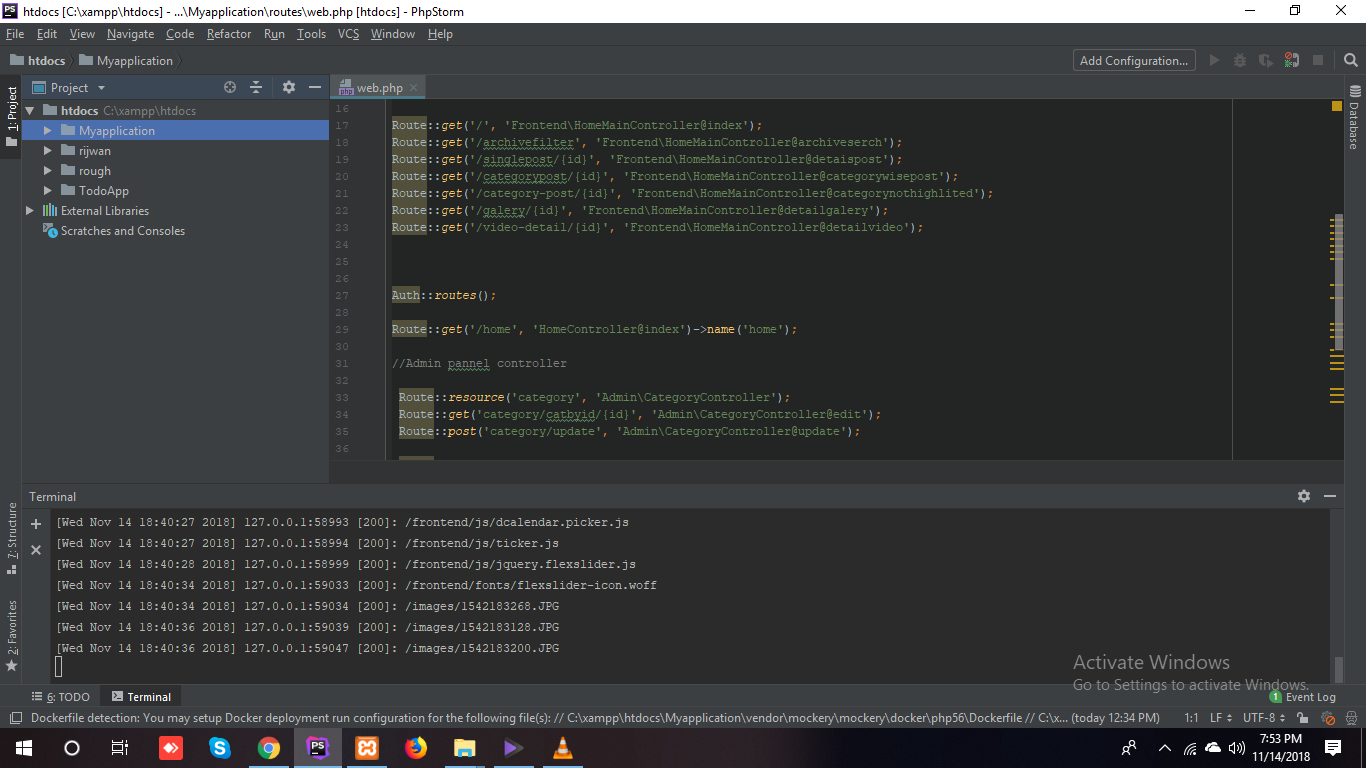 htdocs [C:\xampp\htdocs] - ...\Myapplication\routes\web.php [htdocs] - PhpStorm
File Edit View Navigate Code Refactor Run Tools VCS Window Help
htdocs Myapplication Add Configuration...
Project
web.php
1: Project
7: Structure
2: Favorites
Database
htdocs C:\xampp\htdocs
Myapplication
rijwan
rough
TodoApp
External Libraries
Scratches and Consoles
16
17 Route::get('/', 'Frontend\HomeMainController@index');
18 Route::get('/archivefilter', 'Frontend\HomeMainController@archiveserch');
19 Route::get('/singlepost/{id}', 'Frontend\HomeMainController@detaispost');
20 Route::get('/categorypost/{id}', 'Frontend\HomeMainController@categorywisepost');
21 Route::get('/category-post/{id}', 'Frontend\HomeMainController@categorynothighlited');
22 Route::get('/galery/{id}', 'Frontend\HomeMainController@detailgalery');
23 Route::get('/video-detail/{id}', 'Frontend\HomeMainController@detailvideo');
24
25
26
27 Auth::routes();
28
29 Route::get('/home', 'HomeController@index')->name('home');
30
31 //Admin pannel controller
32
33 Route::resource('category', 'Admin\CategoryController');
34 Route::get('category/catbyid/{id}', 'Admin\CategoryController@edit');
35 Route::post('category/update', 'Admin\CategoryController@update');
36
Terminal
[Wed Nov 14 18:40:27 2018] 127.0.0.1:58993 [200]: /frontend/js/dcalendar.picker.js
[Wed Nov 14 18:40:27 2018] 127.0.0.1:58994 [200]: /frontend/js/ticker.js
[Wed Nov 14 18:40:28 2018] 127.0.0.1:58999 [200]: /frontend/js/jquery.flexslider.js
[Wed Nov 14 18:40:34 2018] 127.0.0.1:59033 [200]: /frontend/fonts/flexslider-icon.woff
[Wed Nov 14 18:40:34 2018] 127.0.0.1:59034 [200]: /images/1542183268.JPG
[Wed Nov 14 18:40:36 2018] 127.0.0.1:59039 [200]: /images/1542183128.JPG
[Wed Nov 14 18:40:36 2018] 127.0.0.1:59047 [200]: /images/1542183200.JPG
Activate Windows
Go to Settings to activate Windows.
6: TODO Terminal 1 Event Log
Dockerfile detection: You may setup Docker deployment run configuration for the following file(s): // C:\xampp\htdocs\Myapplication\vendor\mockery\mockery\docker\php56\Dockerfile // C:\x... (today 12:34 PM) 1:1 LF UTF-8
7:53 PM
11/14/2018